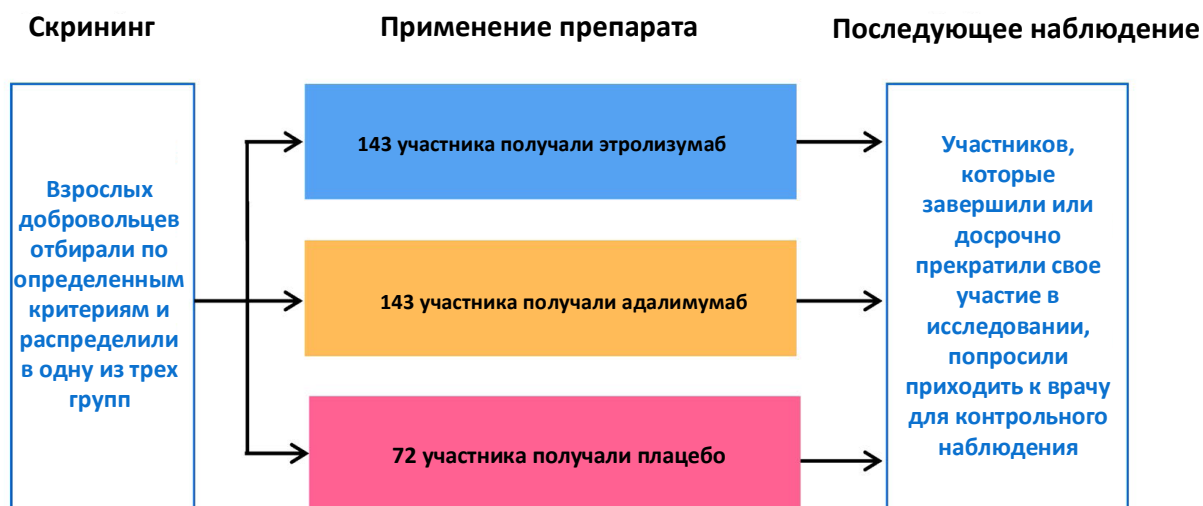 Скрининг
Применение препарата
Последующее наблюдение
Взрослых
добровольцев
отбирали по
определенным
критериям и
распределили
в одну из трех
групп
143 участника получали этролизумаб
143 участника получали адалимумаб
72 участника получали плацебо
Участников,
которые
завершили или
досрочно
прекратили свое
участие в
исследовании,
попросили
приходить к врачу
для контрольного
наблюдения